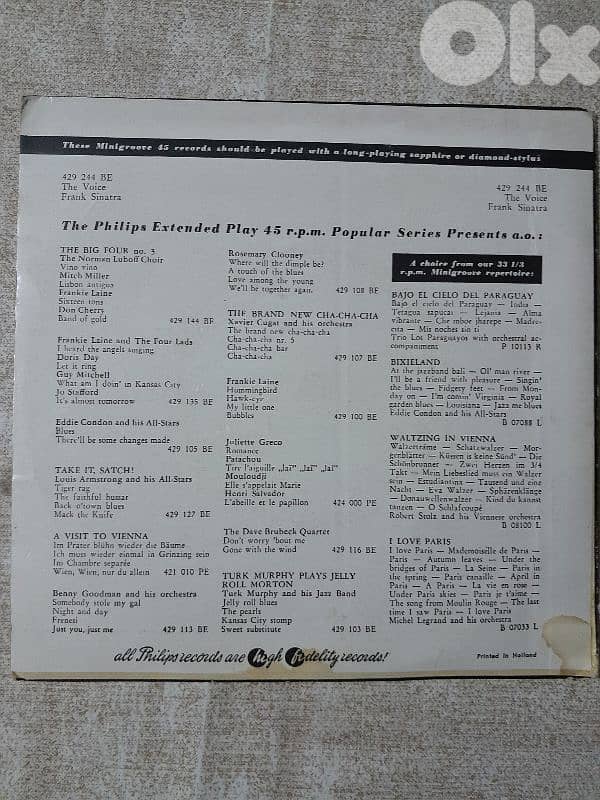 Olx
These Minigroove 45 records should be played with a long-playing sapphire or diamond-stylus
429 244 BE
The Voice
Frank Sinatra
429 244 BE
The Voice
Frank Sinatra
The Philips Extended Play 45 r.p.m. Popular Series Presents a.o.:
THE BIG FOUR no. 3
The Norman Luboff Choir
Vino vino
Mitch Miller
Lubon antigua
Frankie Laine
Sixteen tons
Don Cherry
Band of gold 429 144 BE
Frankie Laine and The Four Lads
I heard the angels singing
Doris Day
Let it ring
Guy Mitchell
What am I doin' in Kansas City
Jo Stafford
It's almost tomorrow 429 135 BE
Eddie Condon and his All-Stars
Blues
There'll be some changes made
429 105 BE
TAKE IT, SATCH!
Louis Armstrong and his All-Stars
Tiger rag
The faithful hussar
Back o'town blues
Mack the Knife 429 127 BE
A VISIT TO VIENNA
Im Prater blühn wieder die Bäume
Ich muss wieder einmal in Grinzing sein
Im Chambre separée
Wien, Wien, nur du allein 421 010 PE
Benny Goodman and his orchestra
Somebody stole my gal
Night and day
Frenesi
Just you, just me 429 113 BE
Rosemary Clooney
Where will the dimple be?
A touch of the blues
Love among the young
We'll be together again. 429 108 BE
THE BRAND NEW CHA-CHA-CHA
Xavier Cugat and his orchestra
The brand new cha-cha-cha
Cha-cha-cha nr. 5
Cha-cha-cha bar
Cha-cha-cha 429 107 BE
Frankie Laine
Hummingbird
Hawk-eye
My little one
Bubbles 429 100 BE
Juliette Greco
Romance
Patachou
Tire l'aiguille „laï” „laï” „laï”
Mouloudji
Elle s'appelait Marie
Henri Salvador
L'abeille et le papillon 424 000 PE
The Dave Brubeck Quartet
Don't worry 'bout me
Gone with the wind 429 116 BE
TURK MURPHY PLAYS JELLY
ROLL MORTON
Turk Murphy and his Jazz Band
Jelly roll blues
The pearls
Kansas City stomp
Sweet substitute 429 103 BE
A choice from our 33 1/3
r.p.m. Minigroove repertoire:
BAJO EL CIELO DEL PARAGUAY
Bajo el cielo del Paraguay — India —
Tetagua sapucai — Lejanía — Alma
vibrante — Che mboe jharepe — Madre-
cita — Mis noches sin ti
Trio Los Paraguayos with orchestral ac-
companiment P 10113 R
BIXIELAND
At the jazzband ball — Ol' man river —
I'll be a friend with pleasure — Singin'
the blues — Fidgety feet — From Mon-
day on — I'm comin' Virginia — Royal
garden blues — Louisiana — Jazz me blues
Eddie Condon and his All-Stars
B 07088 L
WALTZING IN VIENNA
Walzerträume — Schatzwalzer — Mor-
genblätter — Küssen is keine Sünd' — Die
Schönbrunner — Zwei Herzen im 3/4
Takt — Mein Liebeslied muss ein Walzer
sein — Estudiantina — Tausend und eine
Nacht — Eva Walzer — Sphärenklänge
— Donauwellenwalzer — Kind du kannst
tanzen — O Schlafcoupé
Robert Stolz and his Viennese orchestra
B 08100 L
I LOVE PARIS
I love Paris — Mademoiselle de Paris —
Paris — Autumn leaves — Under the
bridges of Paris — La Seine — Paris in
the spring — Paris canaille — April in
Paris — A Paris — La vie en rose —
Under Paris skies — Paris je t'aime —
The song from Moulin Rouge — The last
time I saw Paris — I love Paris
Michel Legrand and his orchestra
B 07033 L
all Philips records are high fidelity records!
Printed in Holland